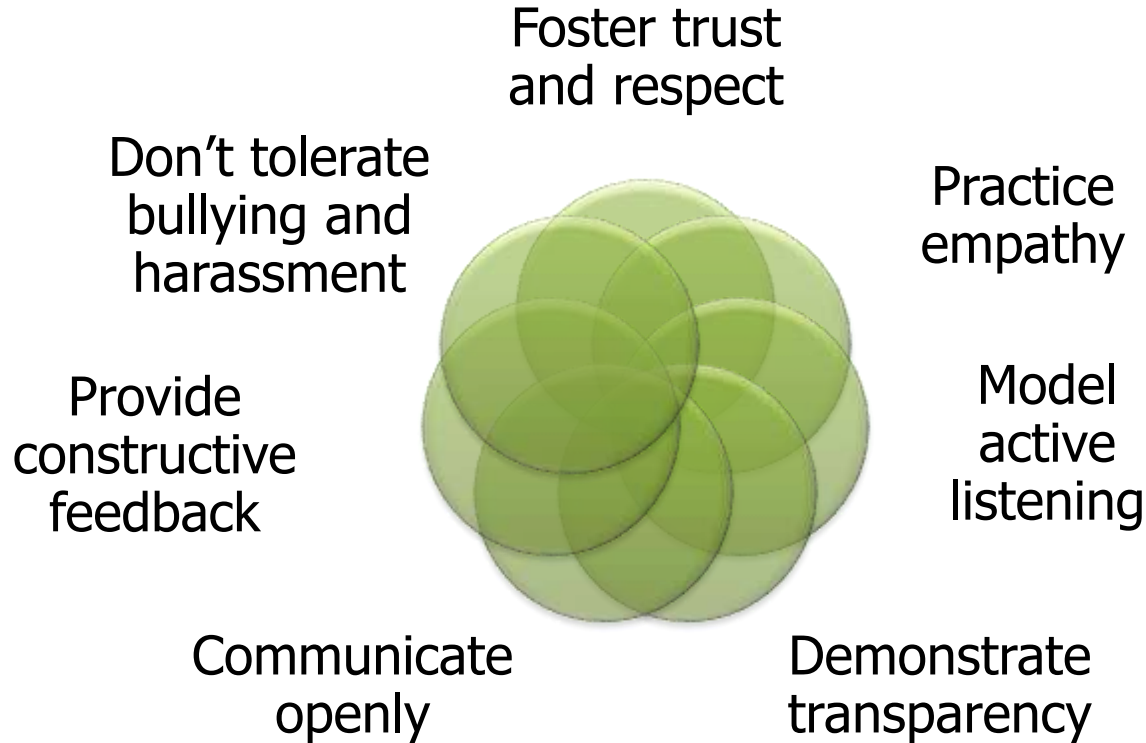 Foster trust
and respect
Practice
empathy
Model
active
listening
Demonstrate
transparency
Communicate
openly
Provide
constructive
feedback
Don’t tolerate
bullying and
harassment